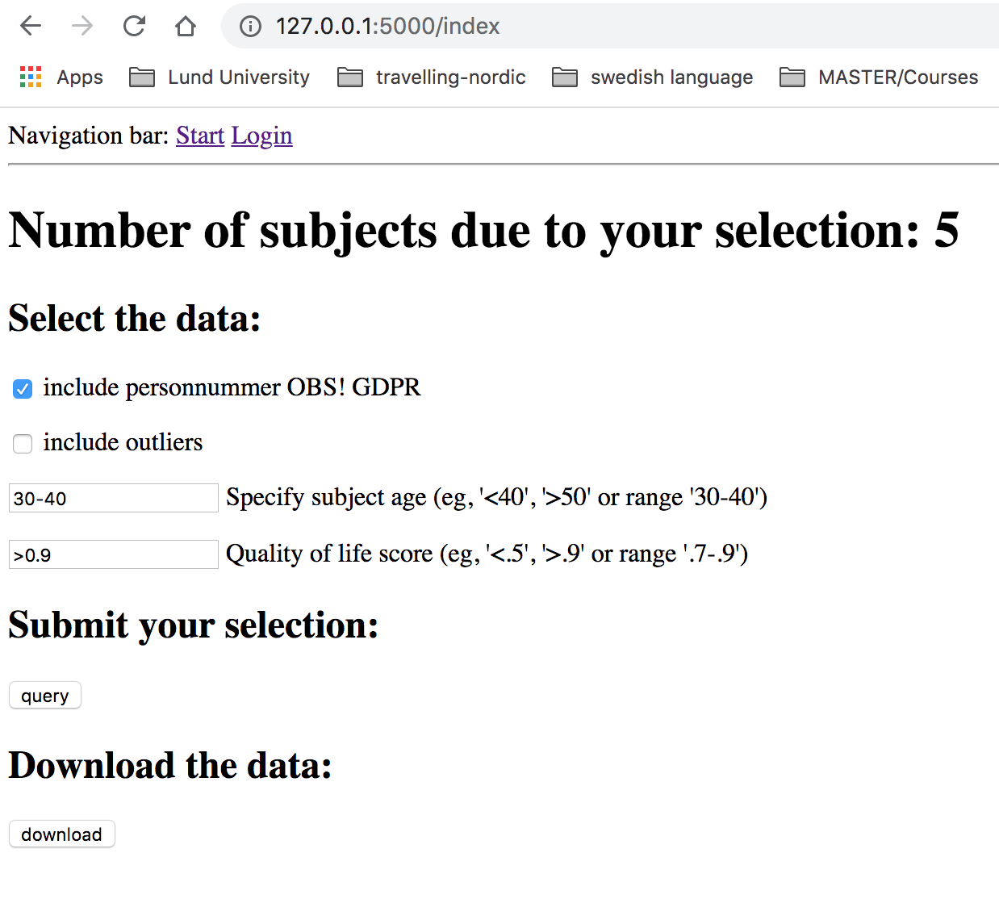 127.0.0.1:5000/index
Apps Lund University travelling-nordic swedish language MASTER/Courses
Navigation bar: Start Login
Number of subjects due to your selection: 5
Select the data:
include personnummer OBS! GDPR
include outliers
30-40 Specify subject age (eg, '<40', '>50' or range '30-40')
>0.9 Quality of life score (eg, '<.5', '>.9' or range '.7-.9')
Submit your selection:
query
Download the data:
download